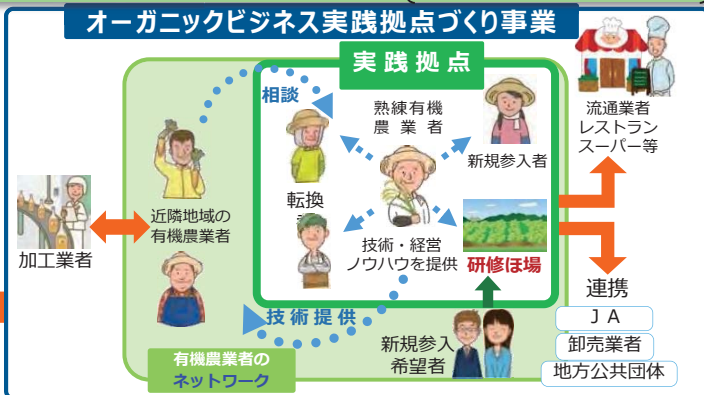 オーガニックビジネス実践拠点づくり事業
実践拠点
相談
熟練有機
農業者
新規参入者
転換
技術・経営
ノウハウを提供
研修ほ場
近隣地域の
有機農業者
加工業者
技術提供
有機農業者の
ネットワーク
新規参入
希望者
流通業者
レストラン
スーパー等
連携
JA
卸売業者
地方公共団体